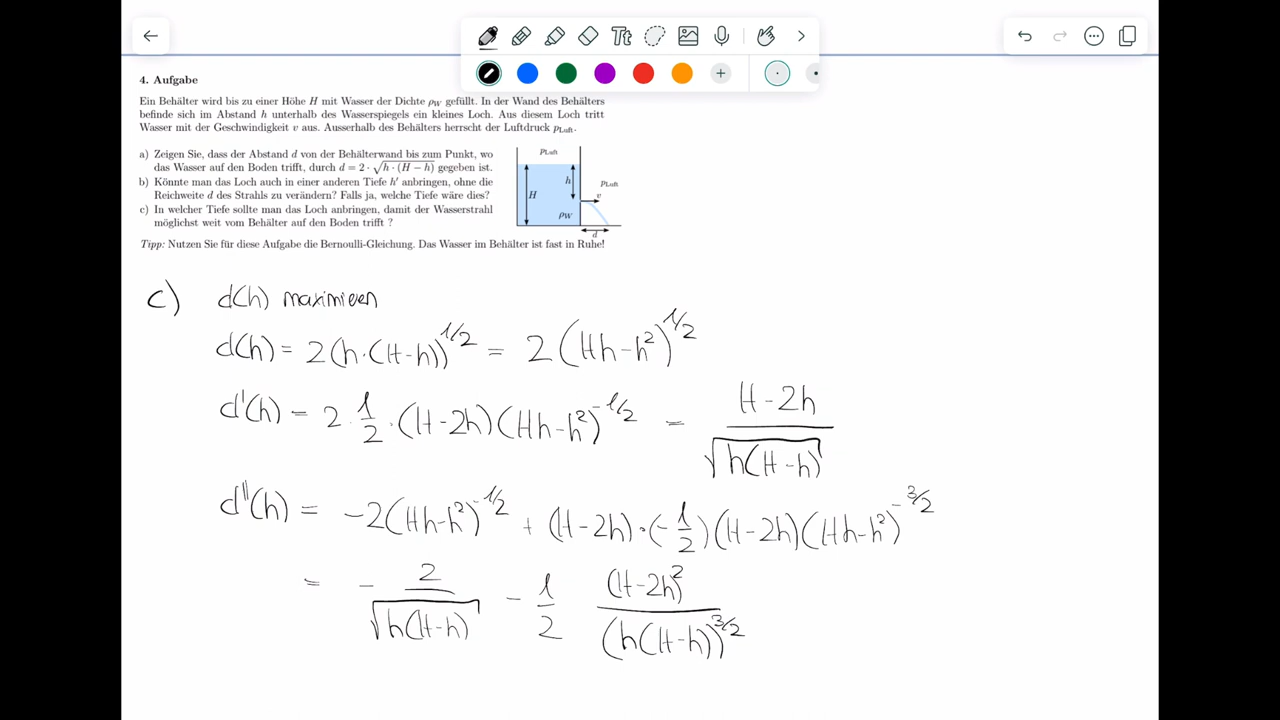 Tt
4. Aufgabe
Ein Behälter wird bis zu einer Höhe H mit Wasser der Dichte ρ_W gefüllt. In der Wand des Behälters
befinde sich im Abstand h unterhalb des Wasserspiegels ein kleines Loch. Aus diesem Loch tritt
Wasser mit der Geschwindigkeit v aus. Ausserhalb des Behälters herrscht der Luftdruck p_Luft.
a) Zeigen Sie, dass der Abstand d von der Behälterwand bis zum Punkt, wo
das Wasser auf den Boden trifft, durch d = 2 · √(h · (H − h)) gegeben ist.
b) Könnte man das Loch auch in einer anderen Tiefe h′ anbringen, ohne die
Reichweite d des Strahls zu verändern? Falls ja, welche Tiefe wäre dies?
c) In welcher Tiefe sollte man das Loch anbringen, damit der Wasserstrahl
möglichst weit vom Behälter auf den Boden trifft ?
p_Luft
h
p_Luft
H
v
ρ_W
d
Tipp: Nutzen Sie für diese Aufgabe die Bernoulli-Gleichung. Das Wasser im Behälter ist fast in Ruhe!
c) d(h) maximieren
d(h) = 2(h·(H−h))^1/2 = 2(Hh−h²)^1/2
d'(h) = 2·1/2·(H−2h)(Hh−h²)^−1/2 = (H−2h)/√(h(H−h))
d''(h) = −2(Hh−h²)^−1/2 + (H−2h)·(−1/2)(H−2h)(Hh−h²)^−3/2
= − 2/√(h(H−h)) − 1/2 (H−2h)²/(h(H−h))^3/2